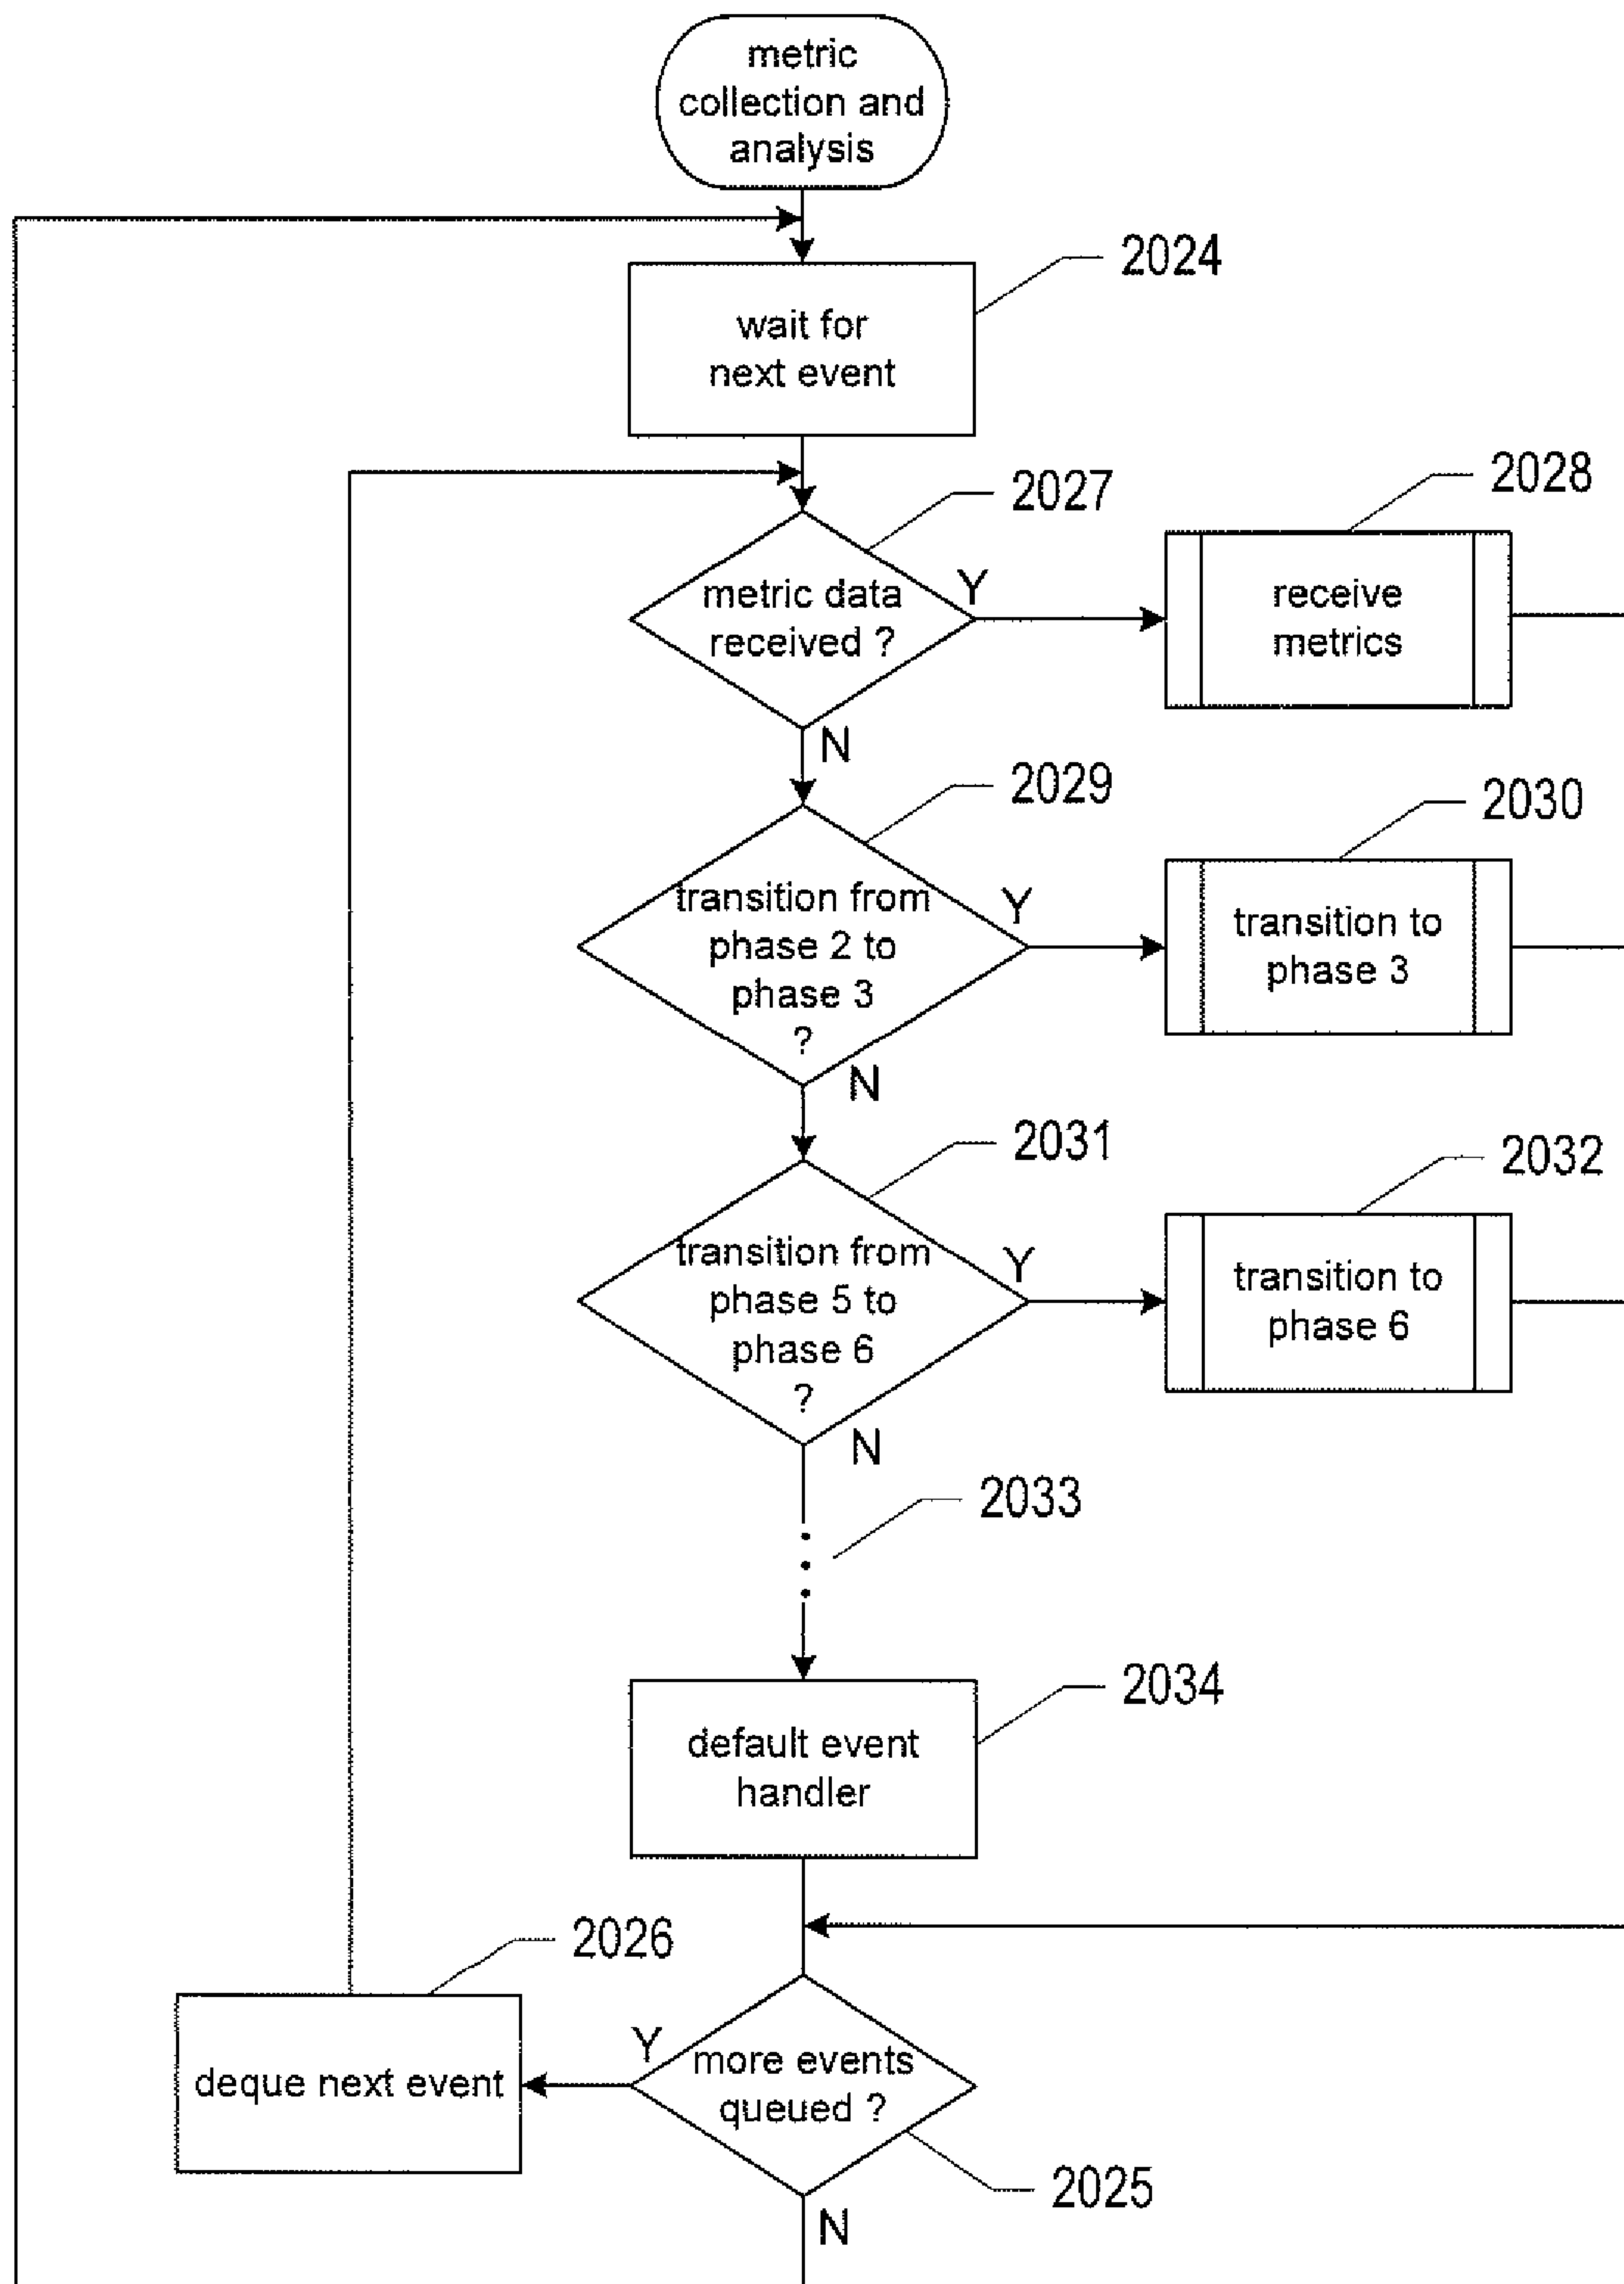 metric
collection and
analysis
2024
wait for
next event
2027
2028
metric data
received ?
Y
receive
metrics
N
2029
2030
transition from
phase 2 to
phase 3
?
Y
transition to
phase 3
N
2031
2032
transition from
phase 5 to
phase 6
?
Y
transition to
phase 6
N
2033
2034
default event
handler
2026
Y
deque next event
more events
queued ?
2025
N